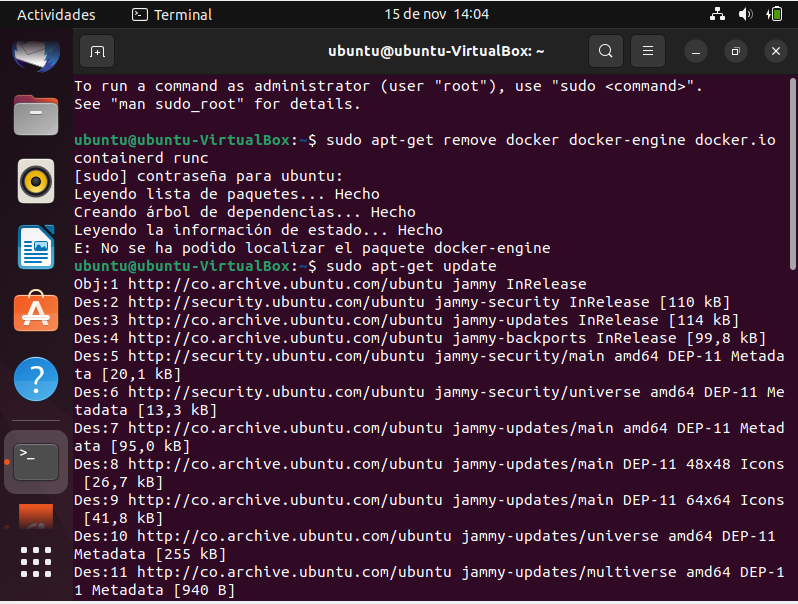 Actividades Terminal 15 de nov 14:04
ubuntu@ubuntu-VirtualBox: ~
To run a command as administrator (user "root"), use "sudo <command>".
See "man sudo_root" for details.
ubuntu@ubuntu-VirtualBox:~$ sudo apt-get remove docker docker-engine docker.io
containerd runc
[sudo] contraseña para ubuntu:
Leyendo lista de paquetes... Hecho
Creando árbol de dependencias... Hecho
Leyendo la información de estado... Hecho
E: No se ha podido localizar el paquete docker-engine
ubuntu@ubuntu-VirtualBox:~$ sudo apt-get update
Obj:1 http://co.archive.ubuntu.com/ubuntu jammy InRelease
Des:2 http://security.ubuntu.com/ubuntu jammy-security InRelease [110 kB]
Des:3 http://co.archive.ubuntu.com/ubuntu jammy-updates InRelease [114 kB]
Des:4 http://co.archive.ubuntu.com/ubuntu jammy-backports InRelease [99,8 kB]
Des:5 http://security.ubuntu.com/ubuntu jammy-security/main amd64 DEP-11 Metada
ta [20,1 kB]
Des:6 http://security.ubuntu.com/ubuntu jammy-security/universe amd64 DEP-11 Me
tadata [13,3 kB]
Des:7 http://co.archive.ubuntu.com/ubuntu jammy-updates/main amd64 DEP-11 Metad
ata [95,0 kB]
Des:8 http://co.archive.ubuntu.com/ubuntu jammy-updates/main DEP-11 48x48 Icons
[26,7 kB]
Des:9 http://co.archive.ubuntu.com/ubuntu jammy-updates/main DEP-11 64x64 Icons
[41,8 kB]
Des:10 http://co.archive.ubuntu.com/ubuntu jammy-updates/universe amd64 DEP-11
Metadata [255 kB]
Des:11 http://co.archive.ubuntu.com/ubuntu jammy-updates/multiverse amd64 DEP-1
1 Metadata [940 B]